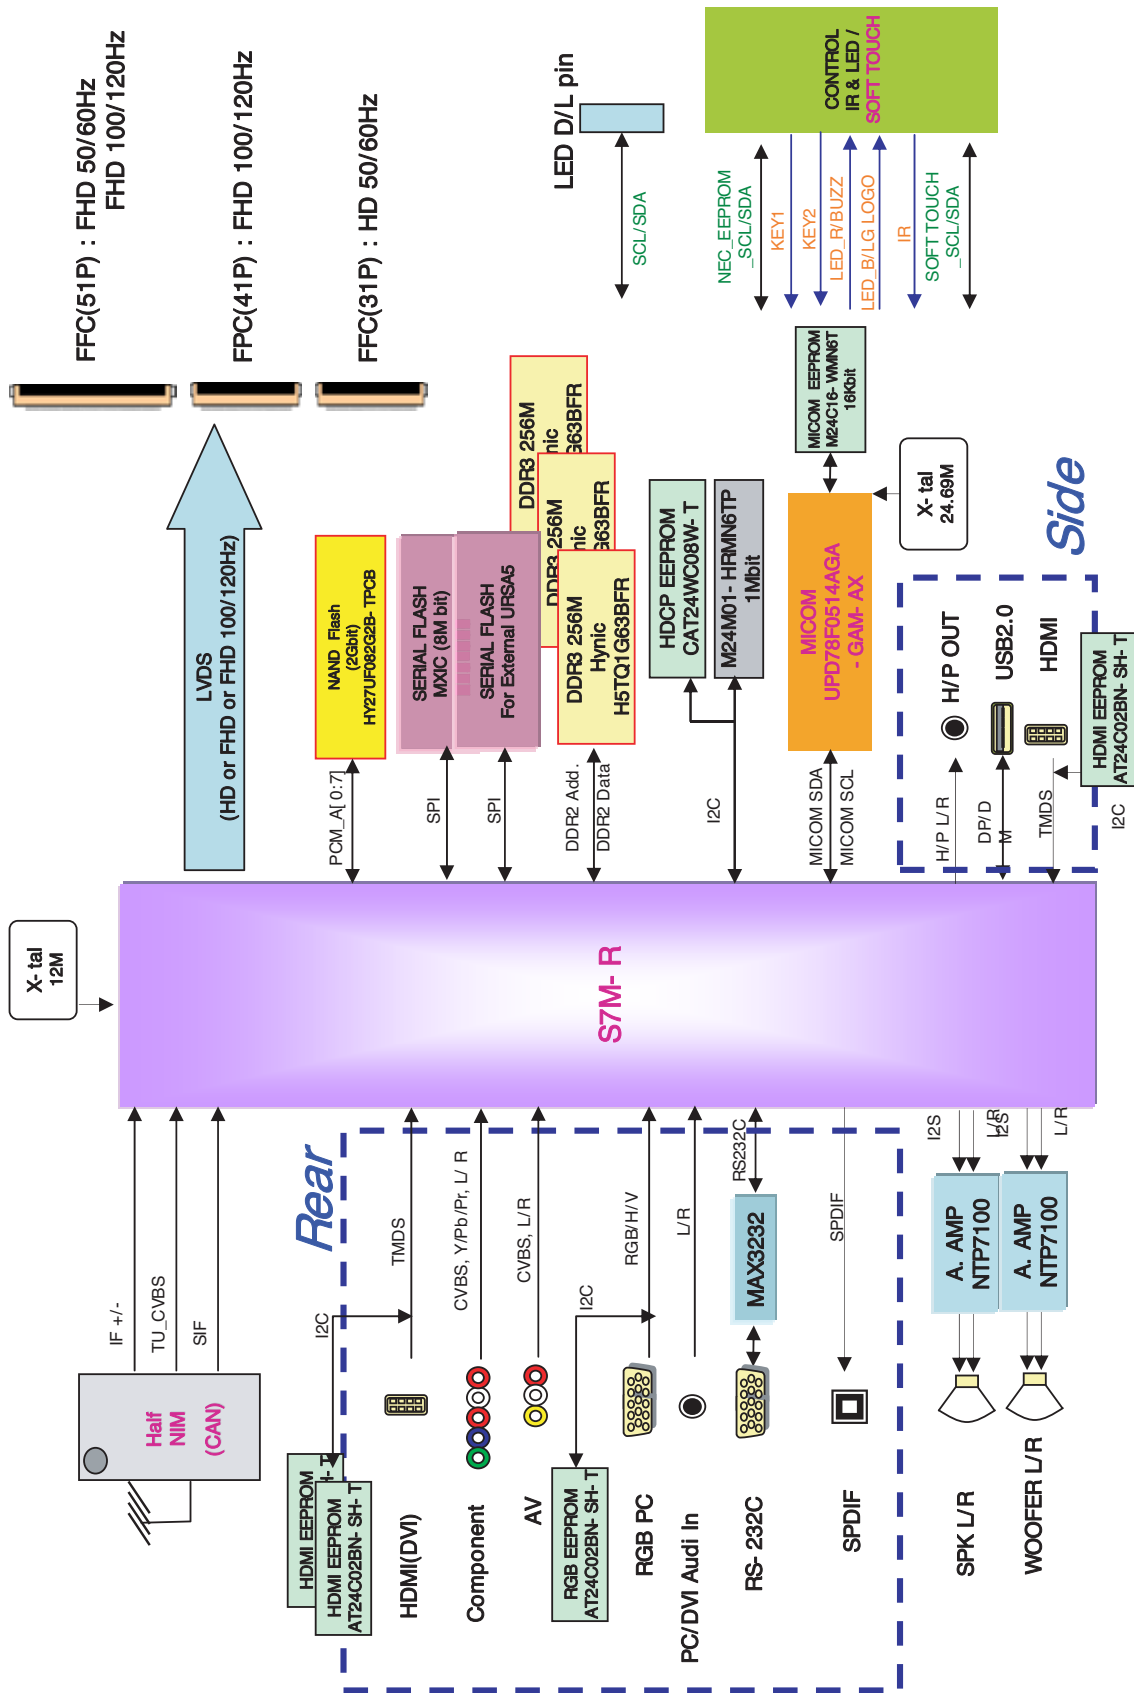 X- tal
12M
Half
NIM
(CAN)
IF +/-
TU_CVBS
SIF
Rear
HDMI EEPROM
HDMI EEPROM
AT24C02BN- SH- T
I2C
TMDS
HDMI(DVI)
CVBS, Y/Pb/Pr, L/ R
Component
CVBS, L/R
AV
RGB EEPROM
AT24C02BN- SH- T
I2C
RGB/H/V
RGB PC
L/R
PC/DVI Audi In
RS232C
MAX3232
RS- 232C
SPDIF
SPDIF
I2S
L/R
A. AMP
NTP7100
SPK L/R
I2S
L/R
A. AMP
NTP7100
WOOFER L/R
S7M- R
LVDS
(HD or FHD or FHD 100/120Hz)
FFC(51P) : FHD 50/60Hz
FHD 100/120Hz
FPC(41P) : FHD 100/120Hz
FFC(31P) : HD 50/60Hz
PCM_A[ 0:7]
NAND Flash
(2Gbit)
HY27UF082G2B- TPCB
SPI
SERIAL FLASH
MXIC (8M bit)
SPI
SERIAL FLASH
For External URSA5
DDR2 Add.
DDR2 Data
DDR3 256M
nic
G63BFR
DDR3 256M
nic
G63BFR
DDR3 256M
Hynic
H5TQ1G63BFR
I2C
HDCP EEPROM
CAT24WC08W- T
M24M01- HRMN6TP
1Mbit
MICOM SDA
MICOM SCL
MICOM
UPD78F0514AGA
- GAM- AX
MICOM EEPROM
M24C16- WMN6T
16Kbit
X- tal
24.69M
LED D/L pin
SCL/SDA
NEC_EEPROM
_SCL/SDA
KEY1
KEY2
LED_R/BUZZ
LED_B/LG LOGO
IR
SOFT TOUCH
_SCL/SDA
CONTROL
IR & LED /
SOFT TOUCH
Side
H/P L/R
H/P OUT
DP/D
M
USB2.0
TMDS
HDMI
I2C
HDMI EEPROM
AT24C02BN- SH- T